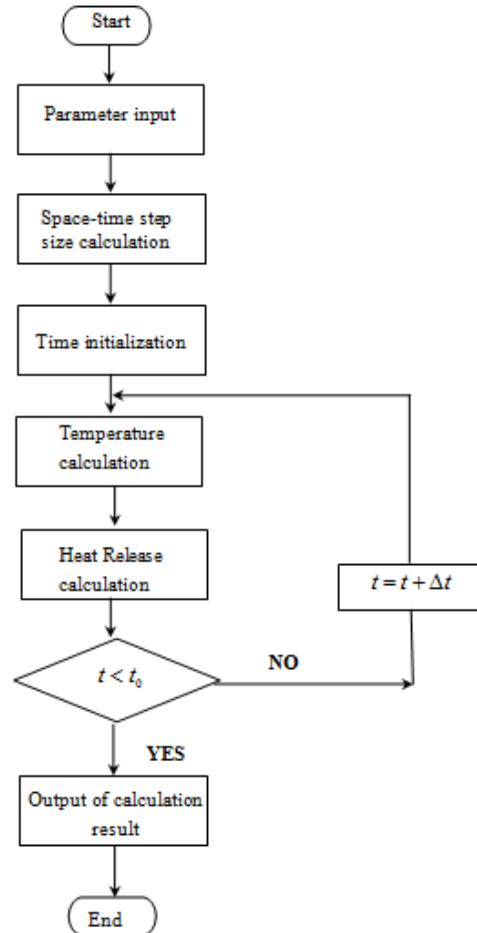 Start
Parameter input
Space-time step
size calculation
Time initialization
Temperature
calculation
Heat Release
calculation
t = t + Δt
t < t₀
NO
YES
Output of calculation
result
End